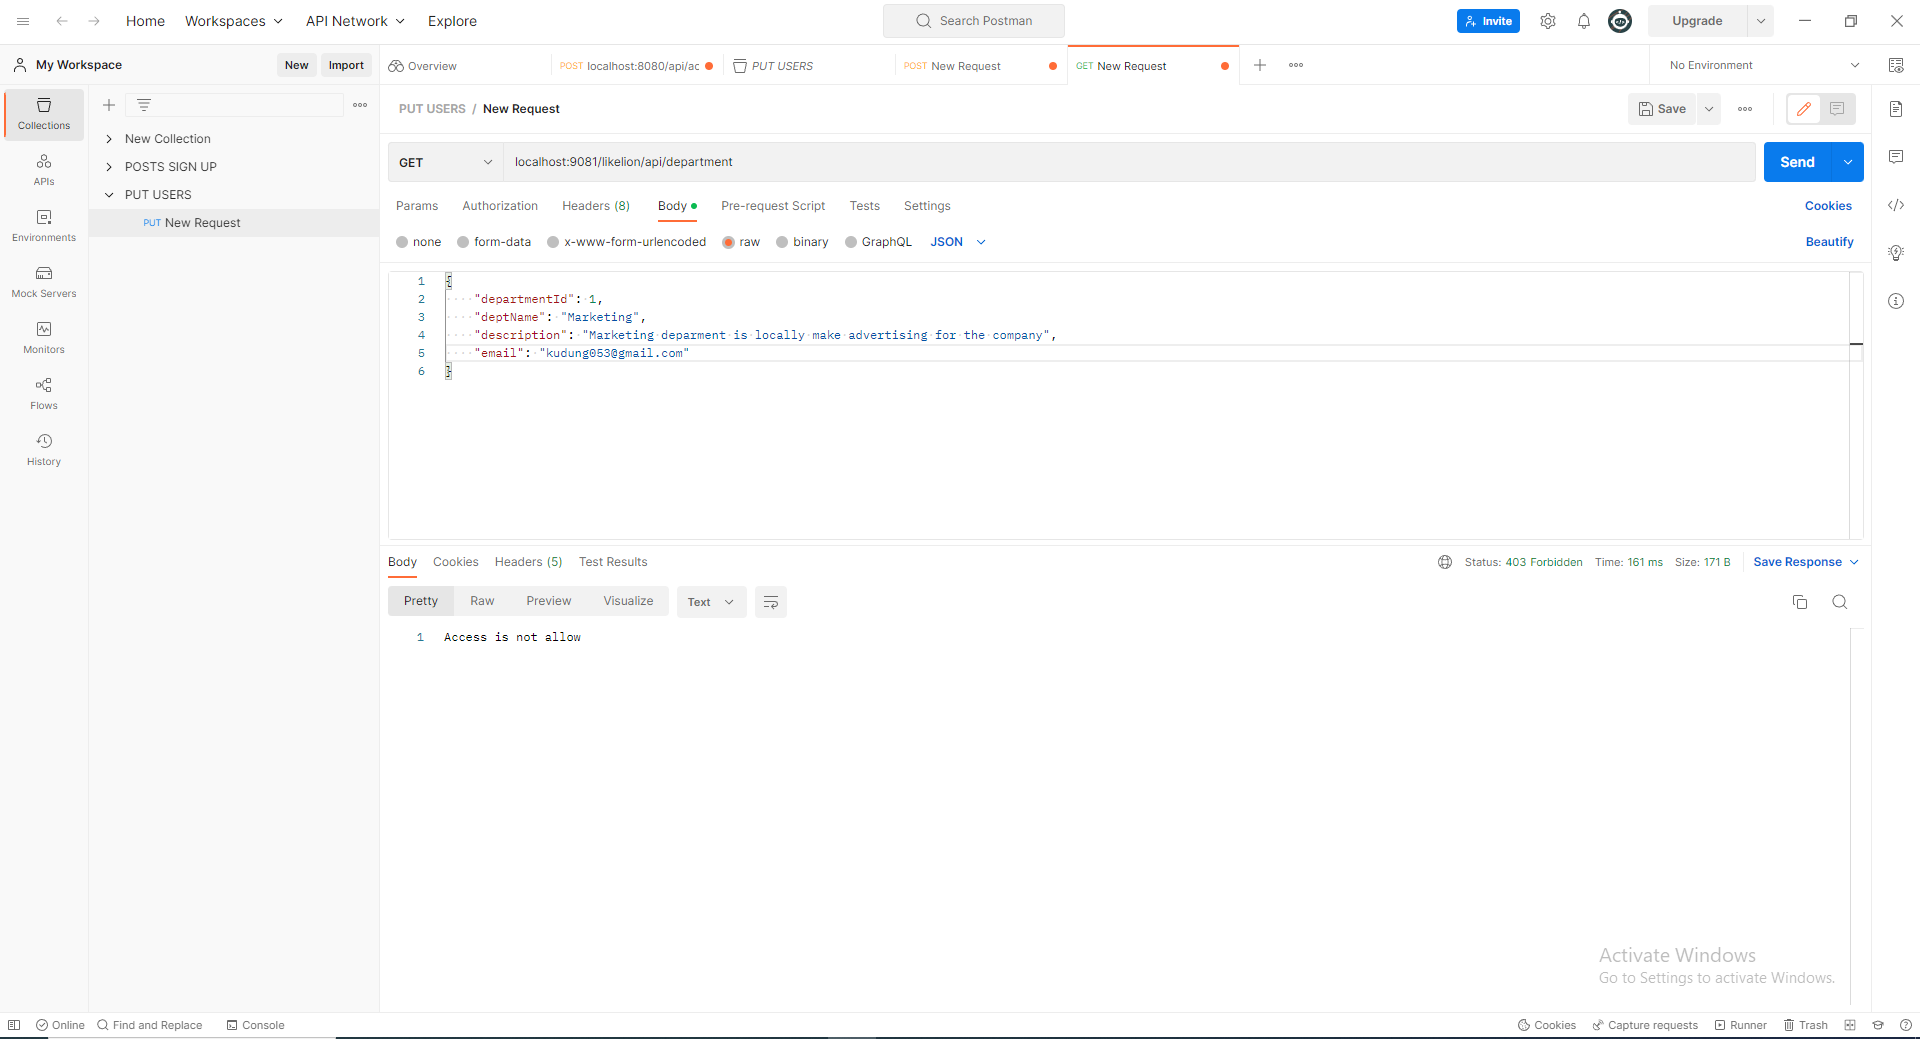 Home Workspaces API Network Explore Search Postman Invite Upgrade
My Workspace New Import Overview POST localhost:8080/api/ac PUT USERS POST New Request GET New Request No Environment
Collections
APIs
Environments
Mock Servers
Monitors
Flows
History
New Collection
POSTS SIGN UP
PUT USERS
PUT New Request
PUT USERS / New Request Save
GET localhost:9081/likelion/api/department Send
Params Authorization Headers (8) Body Pre-request Script Tests Settings Cookies
none form-data x-www-form-urlencoded raw binary GraphQL JSON Beautify
1 {
2 "departmentId": 1,
3 "deptName": "Marketing",
4 "description": "Marketing deparment is locally make advertising for the company",
5 "email": "kudung053@gmail.com"
6 }
Body Cookies Headers (5) Test Results Status: 403 Forbidden Time: 161 ms Size: 171 B Save Response
Pretty Raw Preview Visualize Text
1 Access is not allow
Activate Windows
Go to Settings to activate Windows.
Online Find and Replace Console Cookies Capture requests Runner Trash